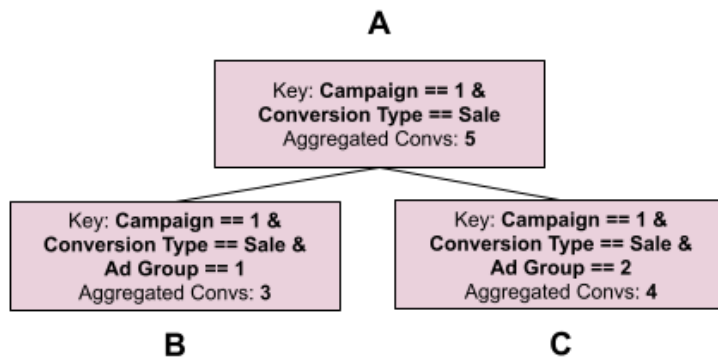 A
Key: Campaign == 1 &
Conversion Type == Sale
Aggregated Convs: 5
Key: Campaign == 1 &
Conversion Type == Sale &
Ad Group == 1
Aggregated Convs: 3
Key: Campaign == 1 &
Conversion Type == Sale &
Ad Group == 2
Aggregated Convs: 4
B
C